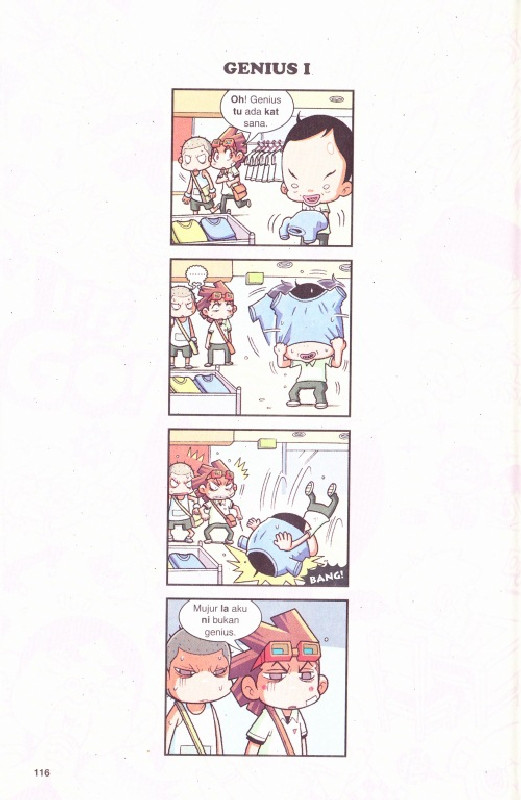 GENIUS I
Oh! Genius
tu ada kat
sana.
BANG!
Mujur la aku
ni bukan
genius.
116